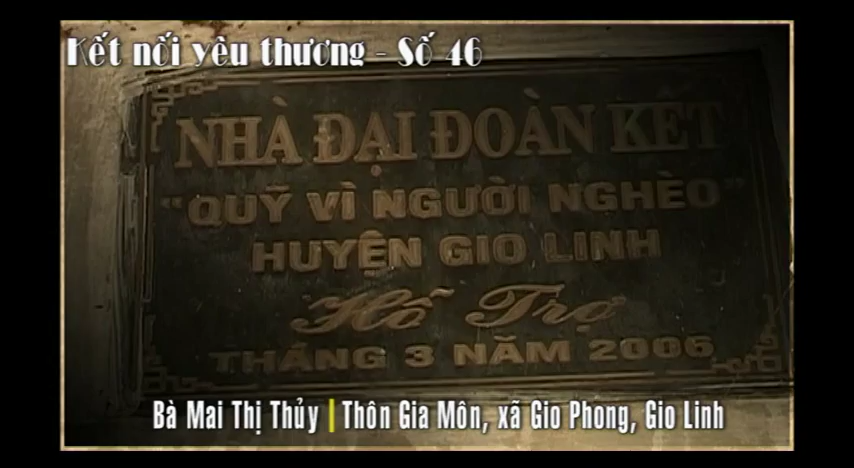 Kết nối yêu thương - Số 46
NHÀ ĐẠI ĐOÀN KẾT
"QUỸ VÌ NGƯỜI NGHÈO"
HUYỆN GIO LINH
Hỗ Trợ
THÁNG 3 NĂM 2006
Bà Mai Thị Thủy | Thôn Gia Môn, xã Gio Phong, Gio Linh